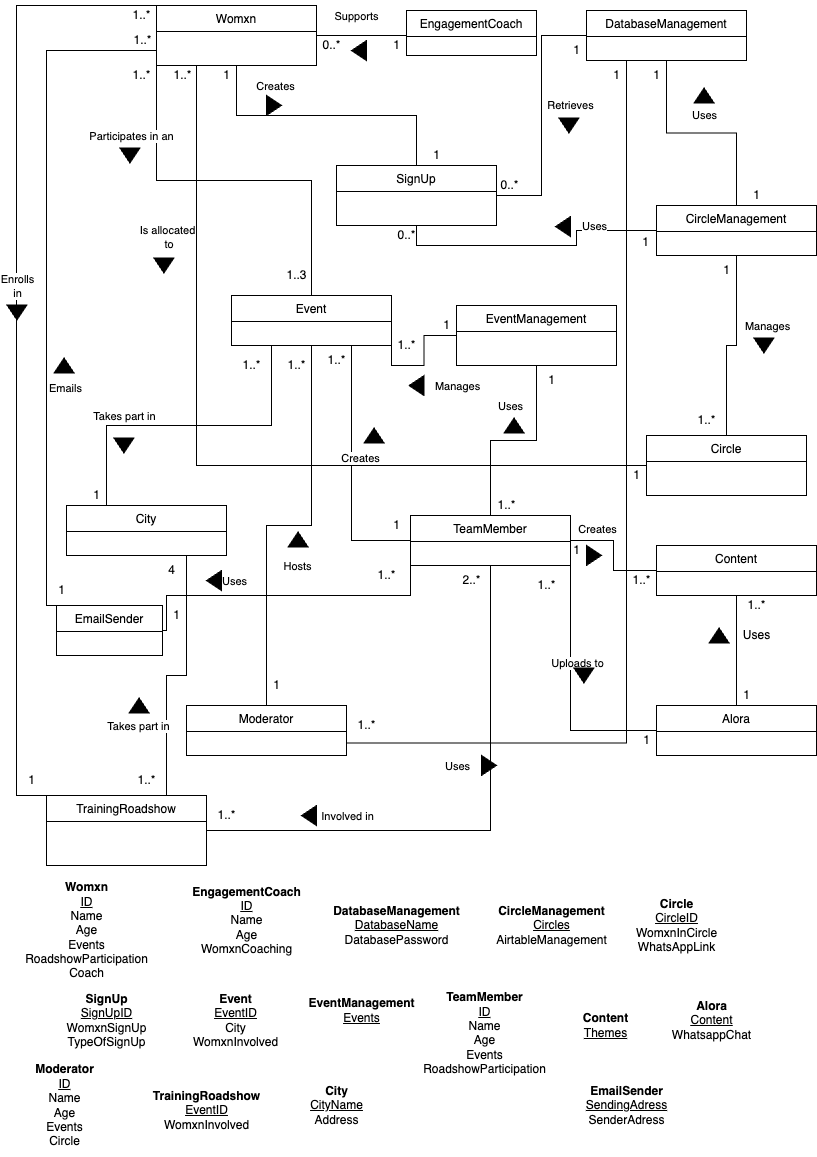 1..*
Womxn
Supports
EngagementCoach
DatabaseManagement
1..*
0..*
1
1
1..*
1..*
1
Creates
1
1
Retrieves
Uses
Participates in an
1
SignUp
0..*
1
CircleManagement
Is allocated
to
0..*
Uses
1
1
Enrolls
in
1..3
Event
EventManagement
1
1..*
Manages
1..*
1..*
1..*
1
Manages
Emails
Uses
Takes part in
1..*
Creates
Circle
1
1
1..*
City
1
TeamMember
Creates
1
Content
4
Uses
Hosts
1..*
2..*
1..*
1..*
1
1
EmailSender
1..*
Uses
Uploads to
1
1
Moderator
1..*
Alora
Takes part in
1
Uses
1
1..*
TrainingRoadshow
1..*
Involved in
Womxn
ID
Name
Age
Events
RoadshowParticipation
Coach
EngagementCoach
ID
Name
Age
WomxnCoaching
DatabaseManagement
DatabaseName
DatabasePassword
CircleManagement
Circles
AirtableManagement
Circle
CircleID
WomxnInCircle
WhatsAppLink
SignUp
SignUpID
WomxnSignUp
TypeOfSignUp
Event
EventID
City
WomxnInvolved
EventManagement
Events
TeamMember
ID
Name
Age
Events
RoadshowParticipation
Content
Themes
Alora
Content
WhatsappChat
Moderator
ID
Name
Age
Events
Circle
TrainingRoadshow
EventID
WomxnInvolved
City
CityName
Address
EmailSender
SendingAdress
SenderAdress